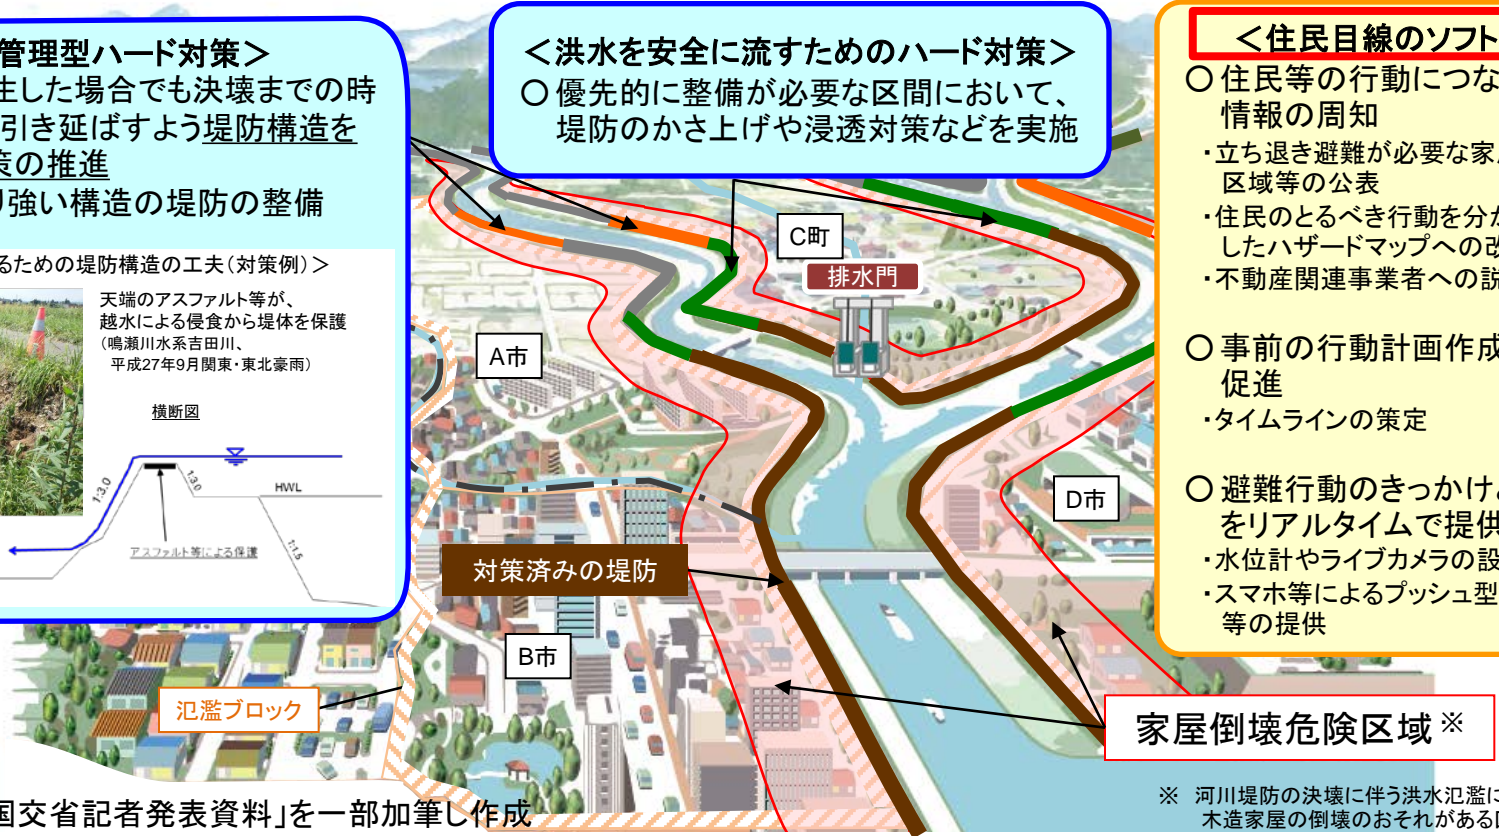 管理型ハード対策＞
生した場合でも決壊までの時
引き延ばすよう堤防構造を
策の推進
り強い構造の堤防の整備
るための堤防構造の工夫（対策例）＞
天端のアスファルト等が、
越水による侵食から堤体を保護
（鳴瀬川水系吉田川、
平成27年9月関東・東北豪雨）
横断図
1:3.0
1:3.0
HWL
1:1.5
アスファルト等による保護
＜洪水を安全に流すためのハード対策＞
○優先的に整備が必要な区間において、
堤防のかさ上げや浸透対策などを実施
＜住民目線のソフト
○住民等の行動につな
情報の周知
・立ち退き避難が必要な家
区域等の公表
・住民のとるべき行動を分か
したハザードマップへの改
・不動産関連事業者への説
○事前の行動計画作成
促進
・タイムラインの策定
○避難行動のきっかけ
をリアルタイムで提供
・水位計やライブカメラの設
・スマホ等によるプッシュ型
等の提供
C町
排水門
A市
D市
対策済みの堤防
B市
氾濫ブロック
家屋倒壊危険区域※
国交省記者発表資料」を一部加筆し作成
※ 河川堤防の決壊に伴う洪水氾濫に
木造家屋の倒壊のおそれがある